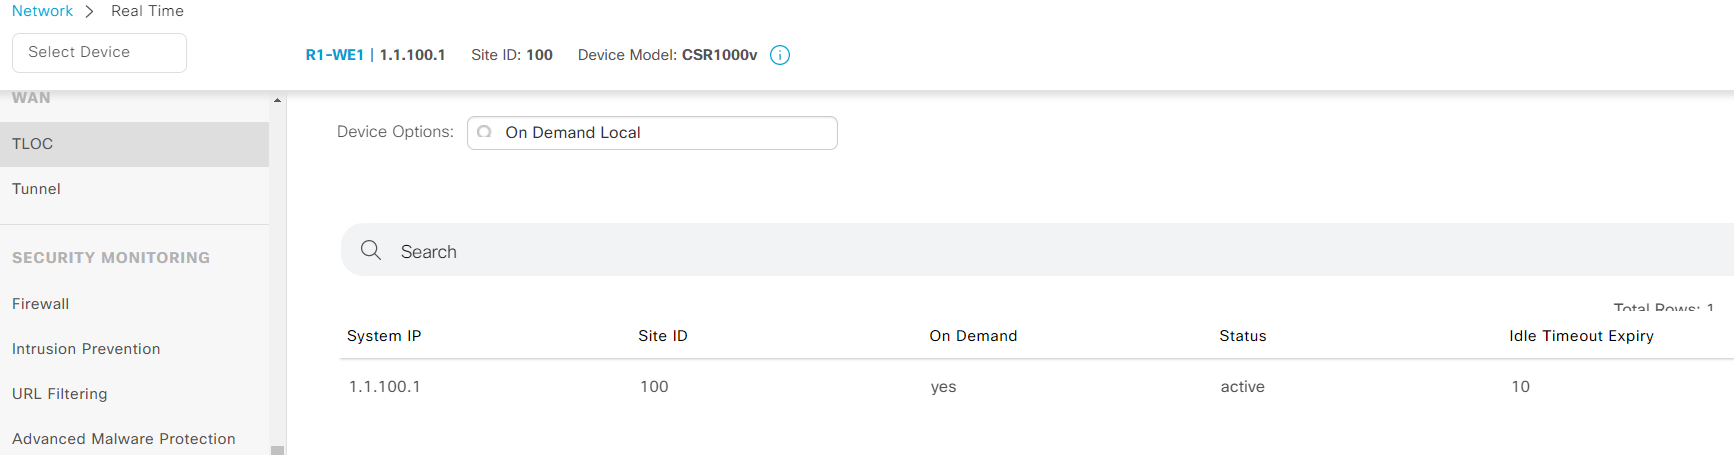 Network > Real Time
Select Device
R1-WE1 | 1.1.100.1 Site ID: 100 Device Model: CSR1000v i
WAN
TLOC
Tunnel
SECURITY MONITORING
Firewall
Intrusion Prevention
URL Filtering
Advanced Malware Protection
Device Options: On Demand Local
Search
Total Rows: 1
System IP Site ID On Demand Status Idle Timeout Expiry
1.1.100.1 100 yes active 10